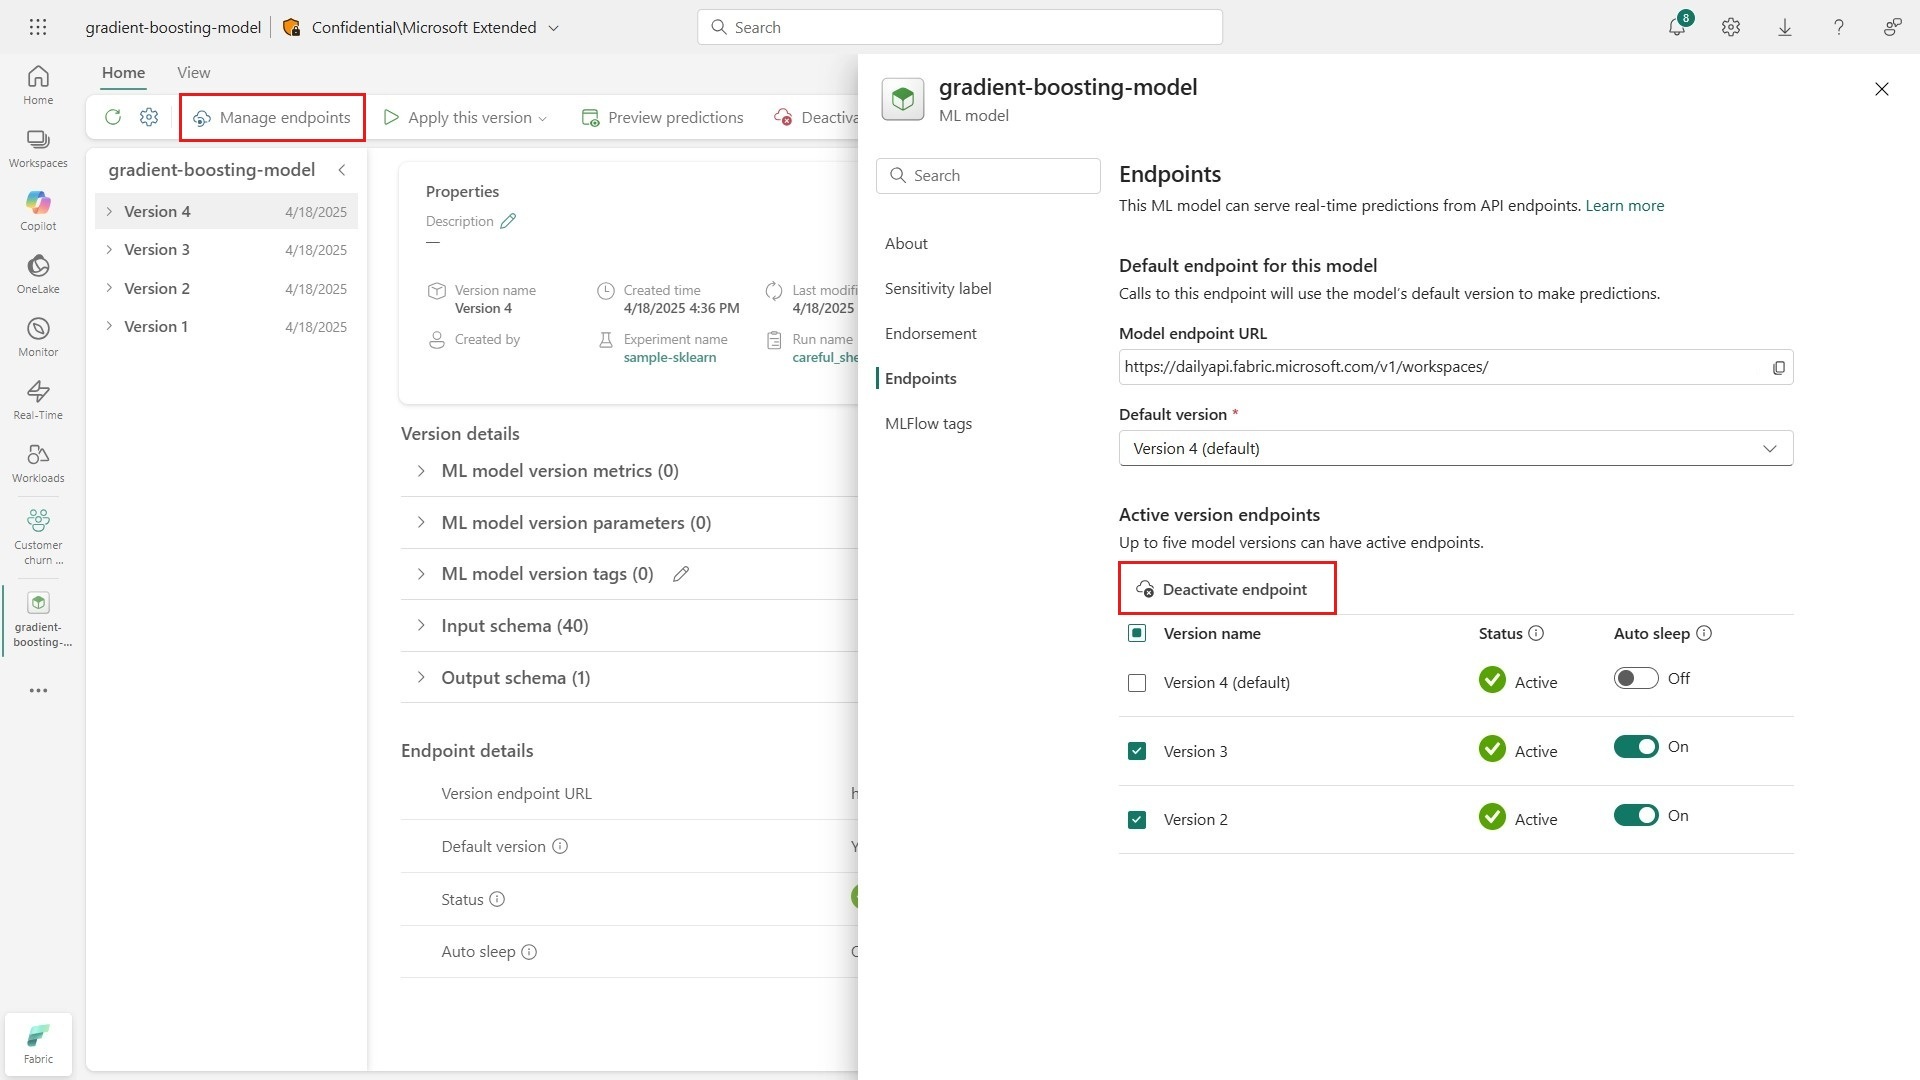 gradient-boosting-model
Confidential\Microsoft Extended
Search
8
Home
Workspaces
Copilot
OneLake
Monitor
Real-Time
Workloads
Customer
churn ...
gradient-
boosting-...
Fabric
Home
View
Manage endpoints
Apply this version
Preview predictions
Deactiva
gradient-boosting-model
Version 4 4/18/2025
Version 3 4/18/2025
Version 2 4/18/2025
Version 1 4/18/2025
Properties
Description
—
Version name
Version 4
Created time
4/18/2025 4:36 PM
Last modifi
4/18/2025
Created by
Experiment name
sample-sklearn
Run name
careful_she
Version details
ML model version metrics (0)
ML model version parameters (0)
ML model version tags (0)
Input schema (40)
Output schema (1)
Endpoint details
Version endpoint URL h
Default version Y
Status
Auto sleep
gradient-boosting-model
ML model
Search
About
Sensitivity label
Endorsement
Endpoints
MLFlow tags
Endpoints
This ML model can serve real-time predictions from API endpoints. Learn more
Default endpoint for this model
Calls to this endpoint will use the model's default version to make predictions.
Model endpoint URL
https://dailyapi.fabric.microsoft.com/v1/workspaces/
Default version *
Version 4 (default)
Active version endpoints
Up to five model versions can have active endpoints.
Deactivate endpoint
Version name Status Auto sleep
Version 4 (default) Active Off
Version 3 Active On
Version 2 Active On